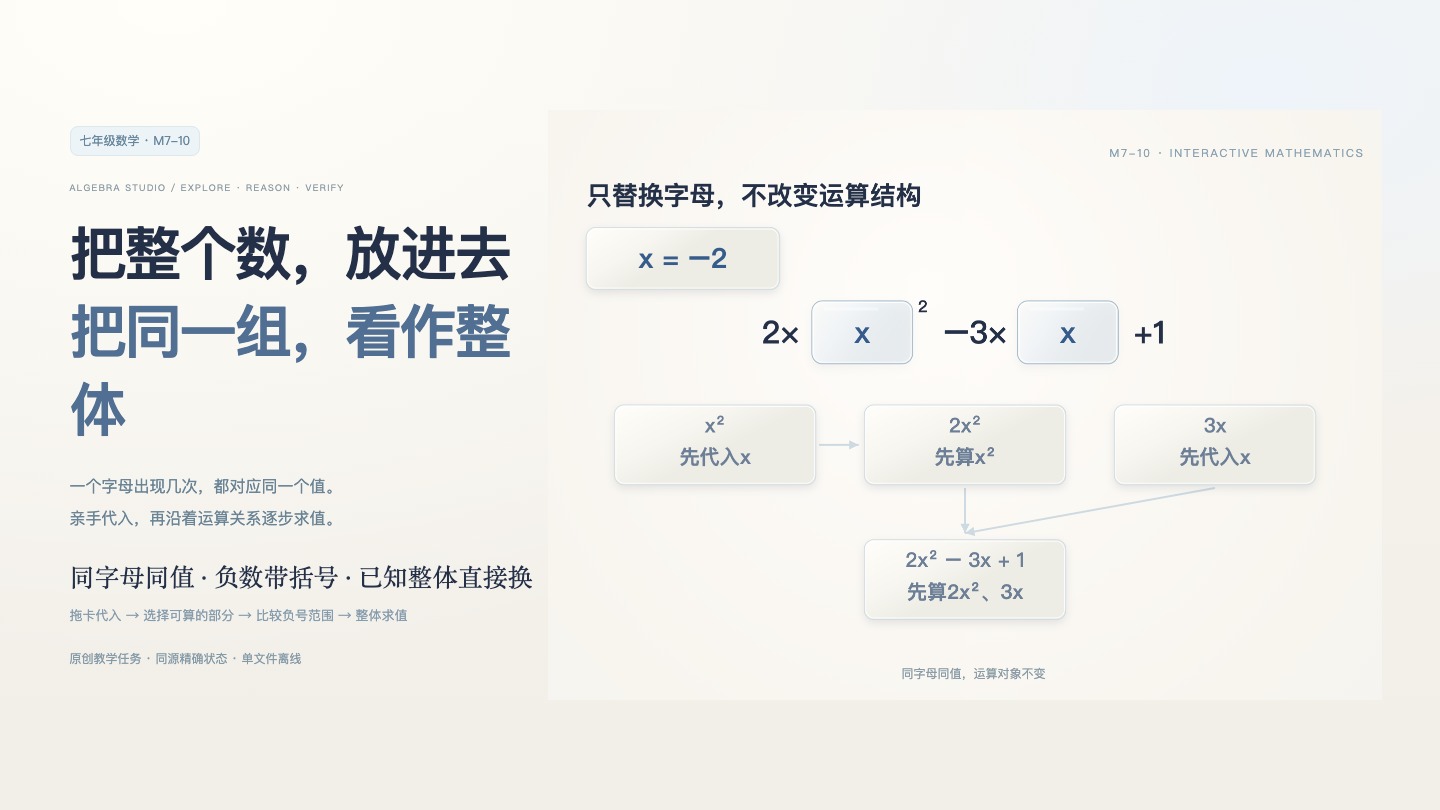 七年级数学 · M7–10
ALGEBRA STUDIO / EXPLORE · REASON · VERIFY
把整个数，放进去
把同一组，看作整
体
一个字母出现几次，都对应同一个值。
亲手代入，再沿着运算关系逐步求值。
同字母同值 · 负数带括号 · 已知整体直接换
拖卡代入 → 选择可算的部分 → 比较负号范围 → 整体求值
原创教学任务 · 同源精确状态 · 单文件离线
M7–10 · INTERACTIVE MATHEMATICS
只替换字母，不改变运算结构
x = −2
2× x ² −3× x +1
x²
先代入x
2x²
先算x²
3x
先代入x
2x² − 3x + 1
先算2x²、3x
同字母同值，运算对象不变